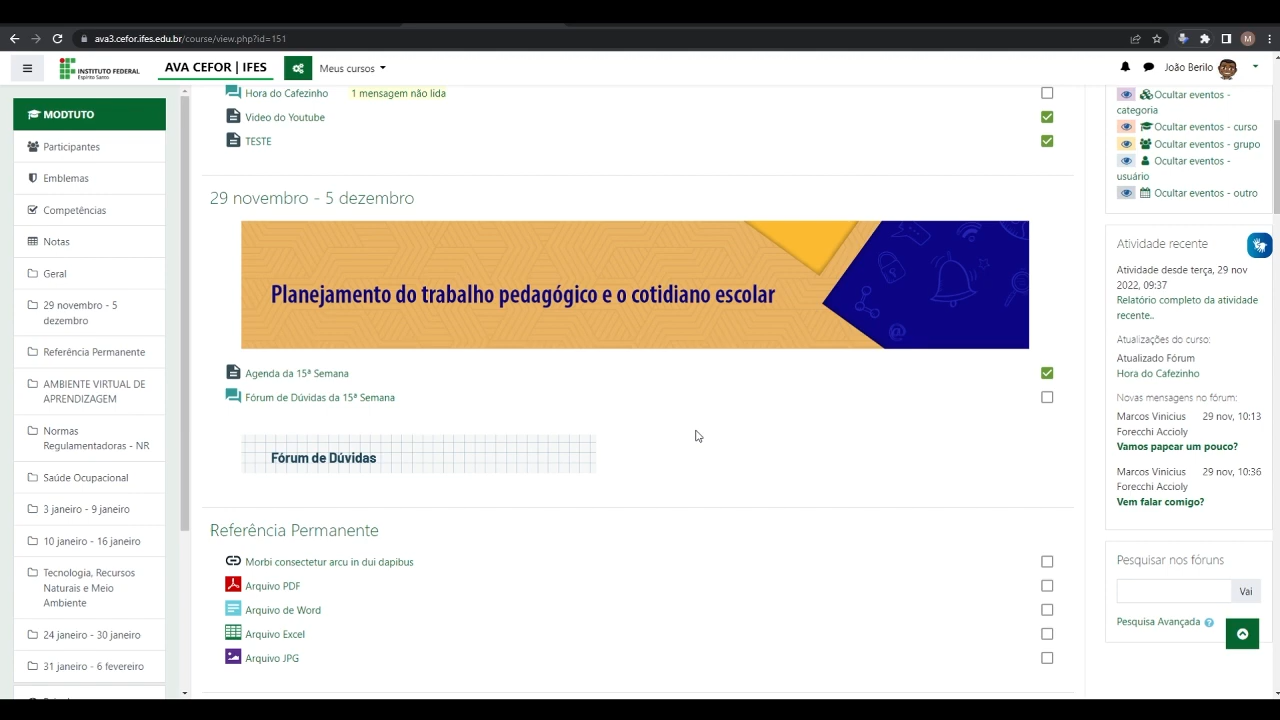 ava3.cefor.ifes.edu.br/course/view.php?id=151
M
INSTITUTO FEDERAL
Espírito Santo
AVA CEFOR | IFES
Meus cursos
João Berilo
MODTUTO
Participantes
Emblemas
Competências
Notas
Geral
29 novembro - 5
dezembro
Referência Permanente
AMBIENTE VIRTUAL DE
APRENDIZAGEM
Normas
Regulamentadoras - NR
Saúde Ocupacional
3 janeiro - 9 janeiro
10 janeiro - 16 janeiro
Tecnologia, Recursos
Naturais e Meio
Ambiente
24 janeiro - 30 janeiro
31 janeiro - 6 fevereiro
Hora do Cafezinho 1 mensagem não lida
Video do Youtube
TESTE
29 novembro - 5 dezembro
Planejamento do trabalho pedagógico e o cotidiano escolar
Agenda da 15ª Semana
Fórum de Dúvidas da 15ª Semana
Fórum de Dúvidas
Referência Permanente
Morbi consectetur arcu in dui dapibus
Arquivo PDF
Arquivo de Word
Arquivo Excel
Arquivo JPG
Ocultar eventos -
categoria
Ocultar eventos - curso
Ocultar eventos - grupo
Ocultar eventos -
usuário
Ocultar eventos - outro
Atividade recente
Atividade desde terça, 29 nov
2022, 09:37
Relatório completo da atividade
recente..
Atualizações do curso:
Atualizado Fórum
Hora do Cafezinho
Novas mensagens no fórum:
Marcos Vinicius 29 nov, 10:13
Forecchi Accioly
Vamos papear um pouco?
Marcos Vinicius 29 nov, 10:36
Forecchi Accioly
Vem falar comigo?
Pesquisar nos fóruns
Vai
Pesquisa Avançada